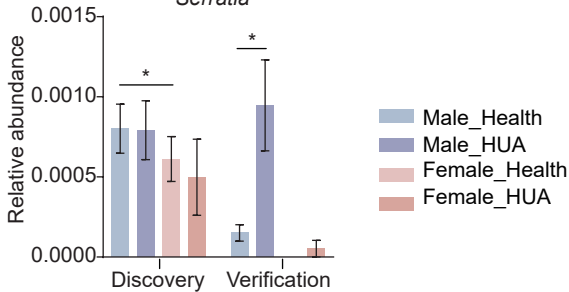 Serratia
0.0015
0.0010
0.0005
0.0000
Relative abundance
*
*
Discovery
Verification
Male_Health
Male_HUA
Female_Health
Female_HUA